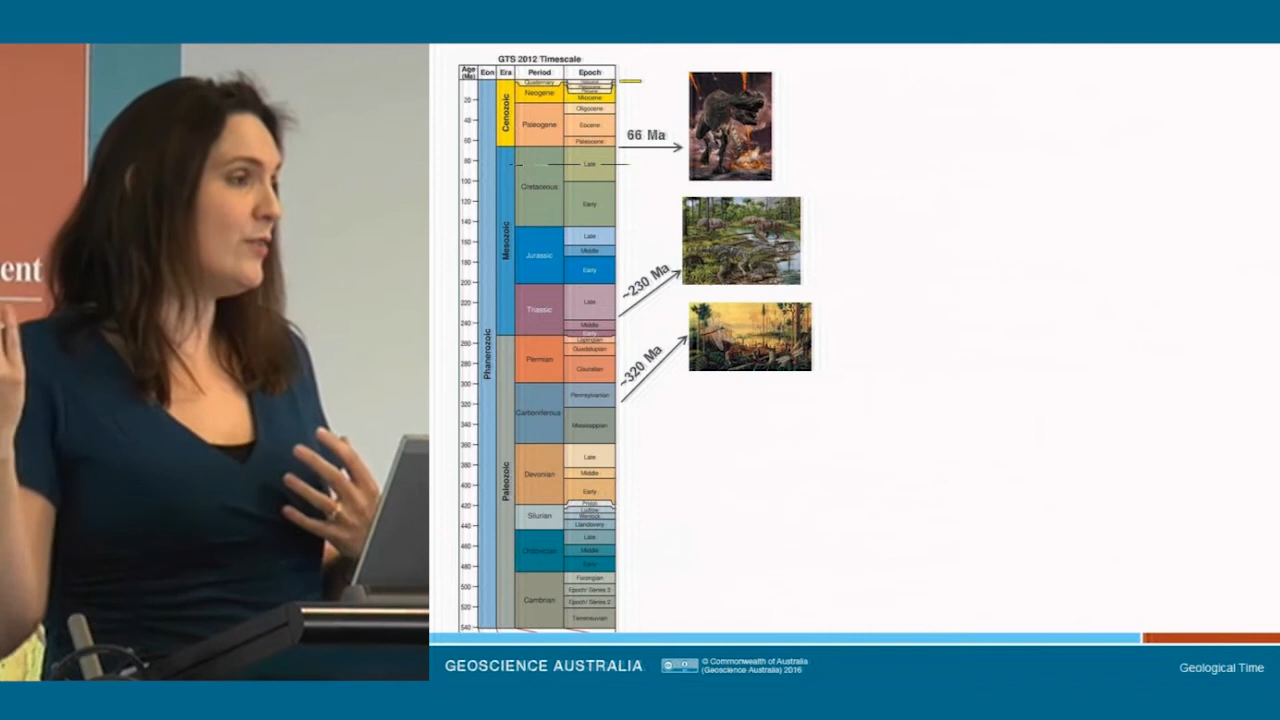 ent
GTS 2012 Timescale
Age (Ma)
Eon
Era
Period
Epoch
20
40
60
80
100
120
140
160
180
200
220
240
260
280
300
320
340
360
380
400
420
440
460
480
500
520
540
Phanerozoic
Cenozoic
Mesozoic
Paleozoic
Quaternary
Neogene
Paleogene
Cretaceous
Jurassic
Triassic
Permian
Carboniferous
Devonian
Silurian
Ordovician
Cambrian
Miocene
Oligocene
Eocene
Paleocene
Late
Early
Late
Middle
Early
Late
Middle
Early
Lopingian
Guadalupian
Cisuralian
Pennsylvanian
Mississippian
Late
Middle
Early
Pridoli
Ludlow
Wenlock
Llandovery
Late
Middle
Early
Furongian
Epoch/ Series 3
Epoch/ Series 2
Terreneuvian
66 Ma
~230 Ma
~320 Ma
GEOSCIENCE AUSTRALIA
© Commonwealth of Australia
(Geoscience Australia) 2016
Geological Time